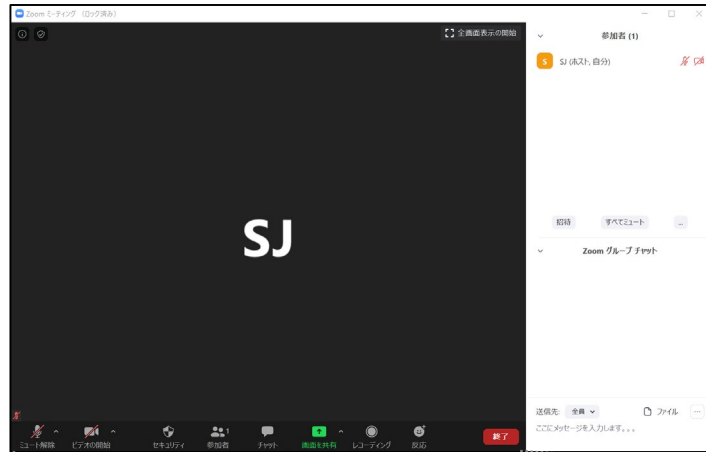 Zoom ミーティング (ロック済み)
全画面表示の開始
参加者 (1)
S SJ (ホスト, 自分)
SJ
招待 すべてミュート ...
Zoom グループ チャット
送信先: 全員 ファイル ...
ここにメッセージを入力します。。。
ミュート解除 ビデオの開始 セキュリティ 参加者 1 チャット 画面を共有 レコーディング 反応 終了